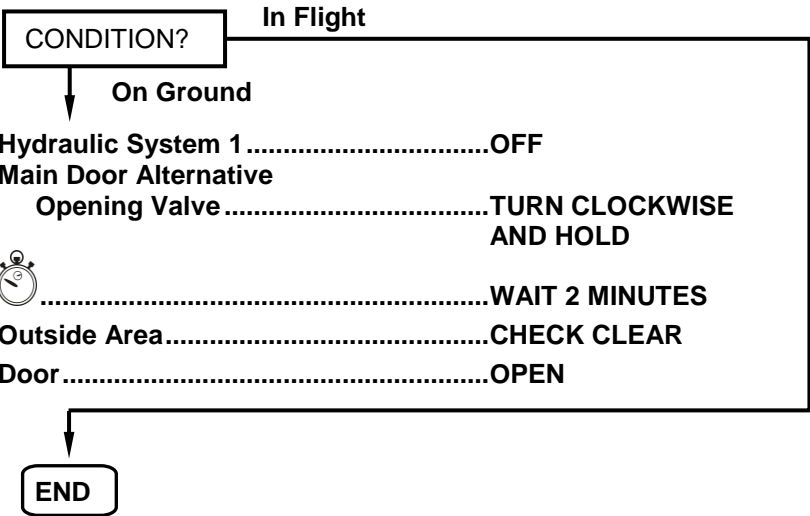 In Flight
CONDITION?
On Ground
Hydraulic System 1.................................OFF
Main Door Alternative
Opening Valve....................................TURN CLOCKWISE
AND HOLD
.............................................................WAIT 2 MINUTES
Outside Area............................................CHECK CLEAR
Door..........................................................OPEN
END